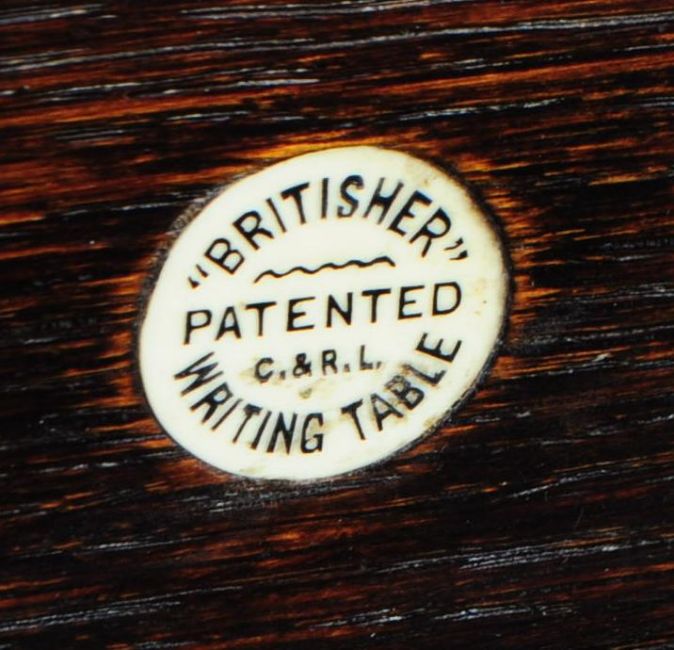 "BRITISHER"
PATENTED
C. & R. L.
WRITING TABLE